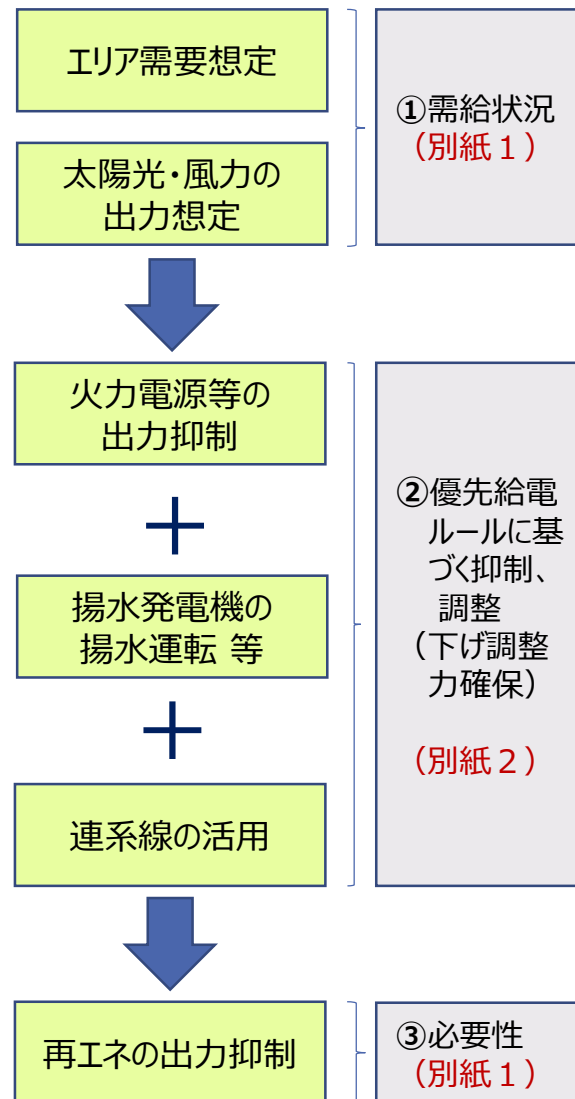 エリア需要想定
太陽光・風力の
出力想定
①需給状況
（別紙１）
火力電源等の
出力抑制
＋
揚水発電機の
揚水運転 等
＋
連系線の活用
②優先給電
ルールに基
づく抑制、
調整
（下げ調整
力確保）
（別紙２）
再エネの出力抑制
③必要性
（別紙１）